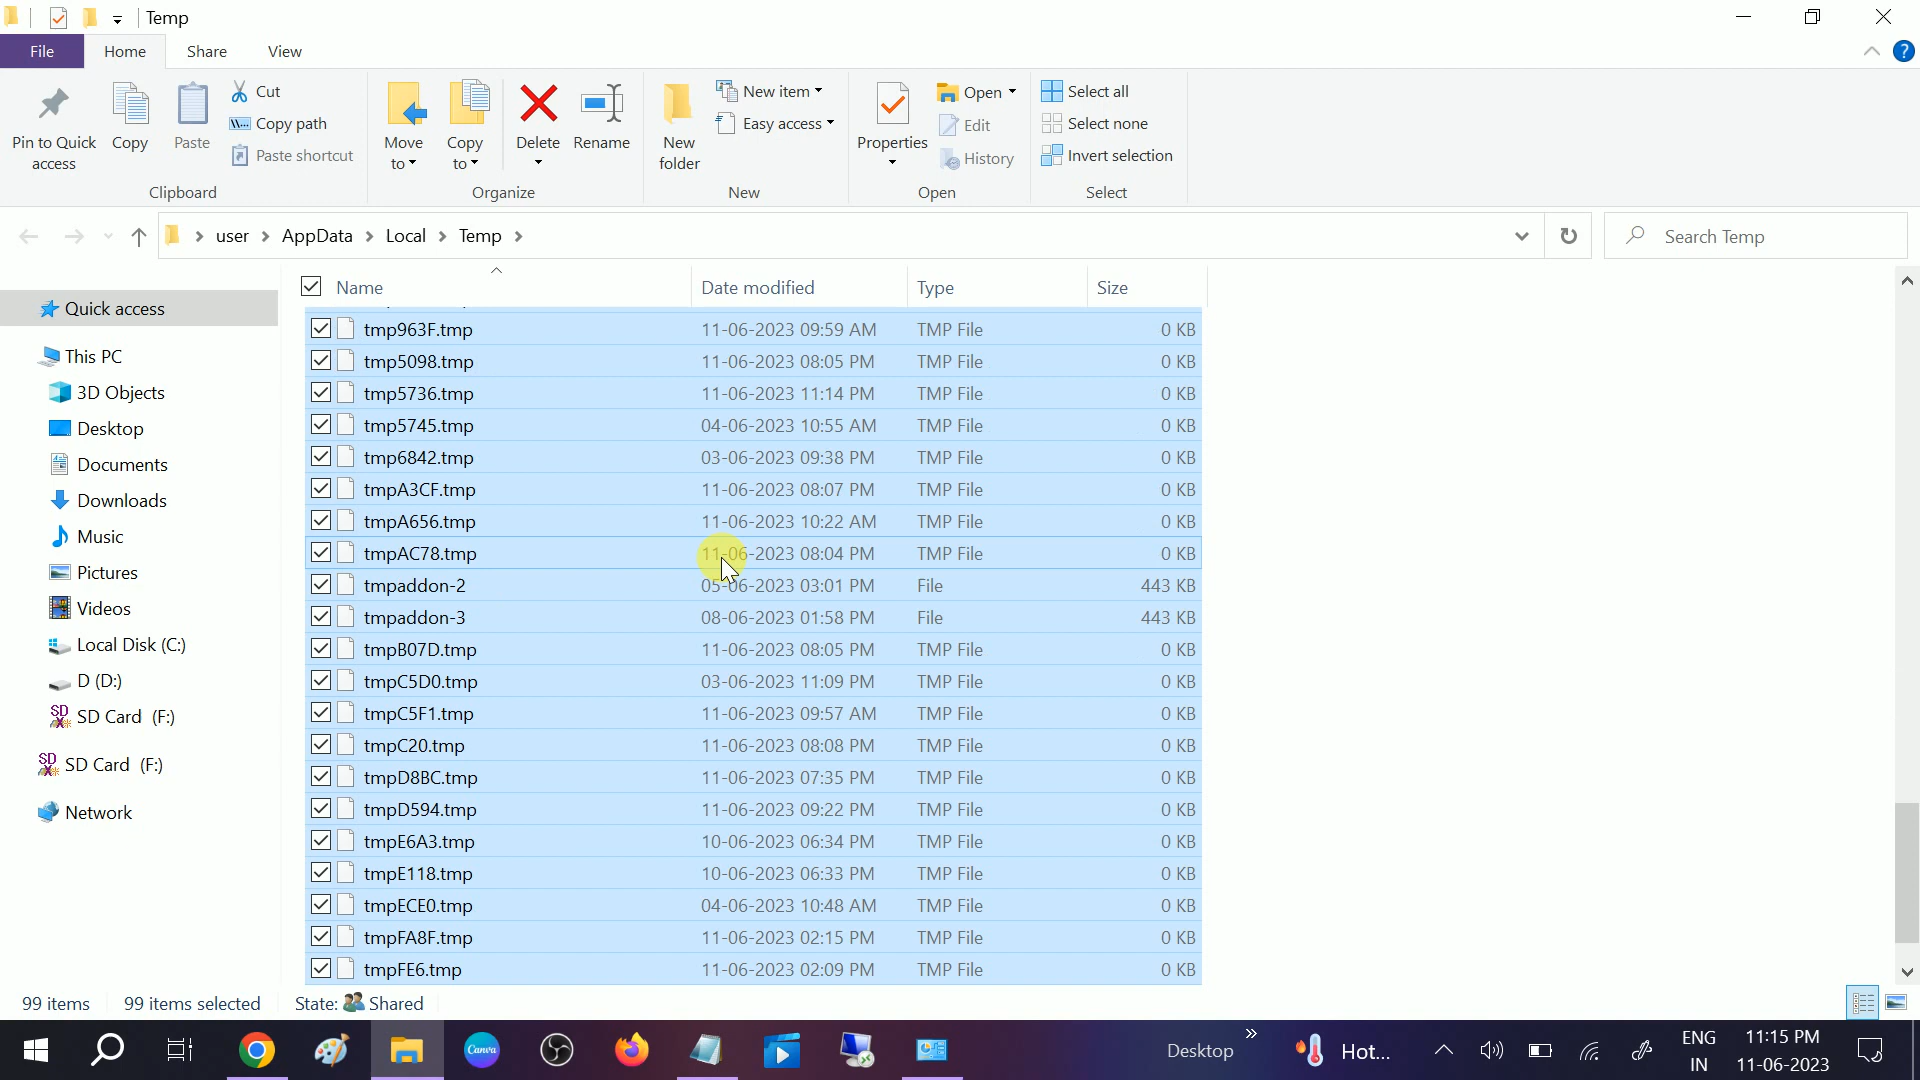 Temp
File Home Share View
Pin to Quick access
Copy
Paste
Cut
Copy path
Paste shortcut
Clipboard
Move to
Copy to
Delete
Rename
Organize
New folder
New item
Easy access
New
Properties
Open
Edit
History
Open
Select all
Select none
Invert selection
Select
user AppData Local Temp
Search Temp
Quick access
This PC
3D Objects
Desktop
Documents
Downloads
Music
Pictures
Videos
Local Disk (C:)
D (D:)
SD Card (F:)
SD Card (F:)
Network
Name Date modified Type Size
tmp963F.tmp 11-06-2023 09:59 AM TMP File 0 KB
tmp5098.tmp 11-06-2023 08:05 PM TMP File 0 KB
tmp5736.tmp 11-06-2023 11:14 PM TMP File 0 KB
tmp5745.tmp 04-06-2023 10:55 AM TMP File 0 KB
tmp6842.tmp 03-06-2023 09:38 PM TMP File 0 KB
tmpA3CF.tmp 11-06-2023 08:07 PM TMP File 0 KB
tmpA656.tmp 11-06-2023 10:22 AM TMP File 0 KB
tmpAC78.tmp 11-06-2023 08:04 PM TMP File 0 KB
tmpaddon-2 05-06-2023 03:01 PM File 443 KB
tmpaddon-3 08-06-2023 01:58 PM File 443 KB
tmpB07D.tmp 11-06-2023 08:05 PM TMP File 0 KB
tmpC5D0.tmp 03-06-2023 11:09 PM TMP File 0 KB
tmpC5F1.tmp 11-06-2023 09:57 AM TMP File 0 KB
tmpC20.tmp 11-06-2023 08:08 PM TMP File 0 KB
tmpD8BC.tmp 11-06-2023 07:35 PM TMP File 0 KB
tmpD594.tmp 11-06-2023 09:22 PM TMP File 0 KB
tmpE6A3.tmp 10-06-2023 06:34 PM TMP File 0 KB
tmpE118.tmp 10-06-2023 06:33 PM TMP File 0 KB
tmpECE0.tmp 04-06-2023 10:48 AM TMP File 0 KB
tmpFA8F.tmp 11-06-2023 02:15 PM TMP File 0 KB
tmpFE6.tmp 11-06-2023 02:09 PM TMP File 0 KB
99 items 99 items selected State: Shared
Canva
Desktop
Hot...
ENG
IN
11:15 PM
11-06-2023